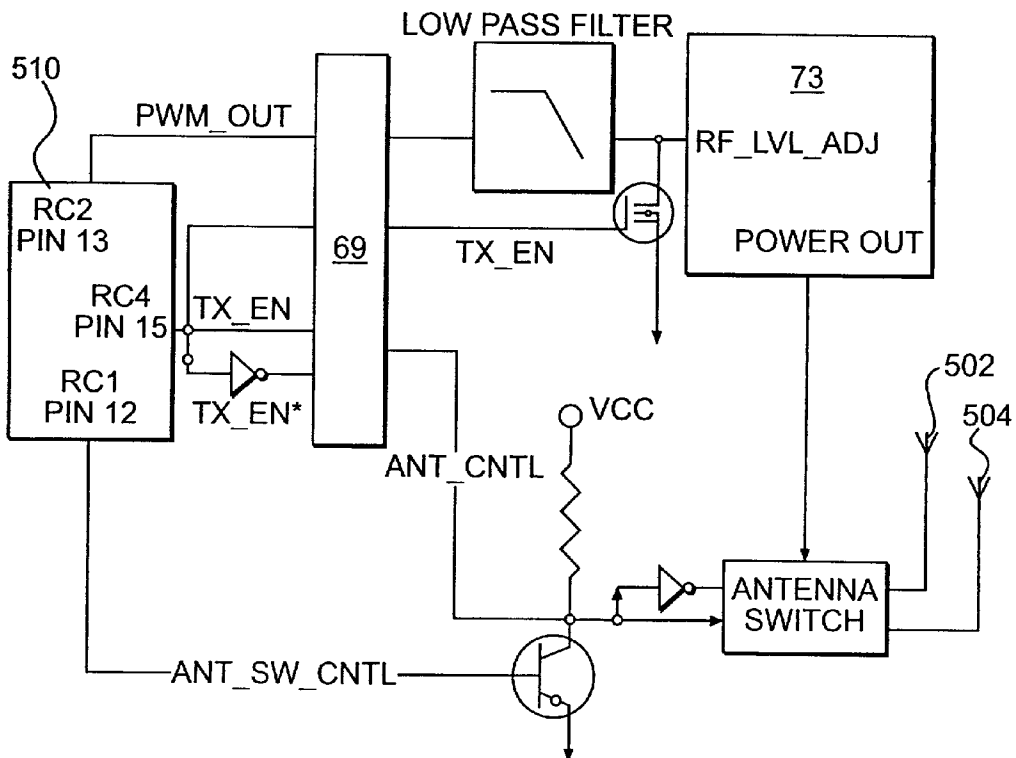 LOW PASS FILTER
510
PWM_OUT
73
RF_LVL_ADJ
RC2
PIN 13
69
TX_EN
POWER OUT
RC4
PIN 15
TX_EN
RC1
PIN 12
TX_EN*
VCC
502
504
ANT_CNTL
ANTENNA
SWITCH
ANT_SW_CNTL